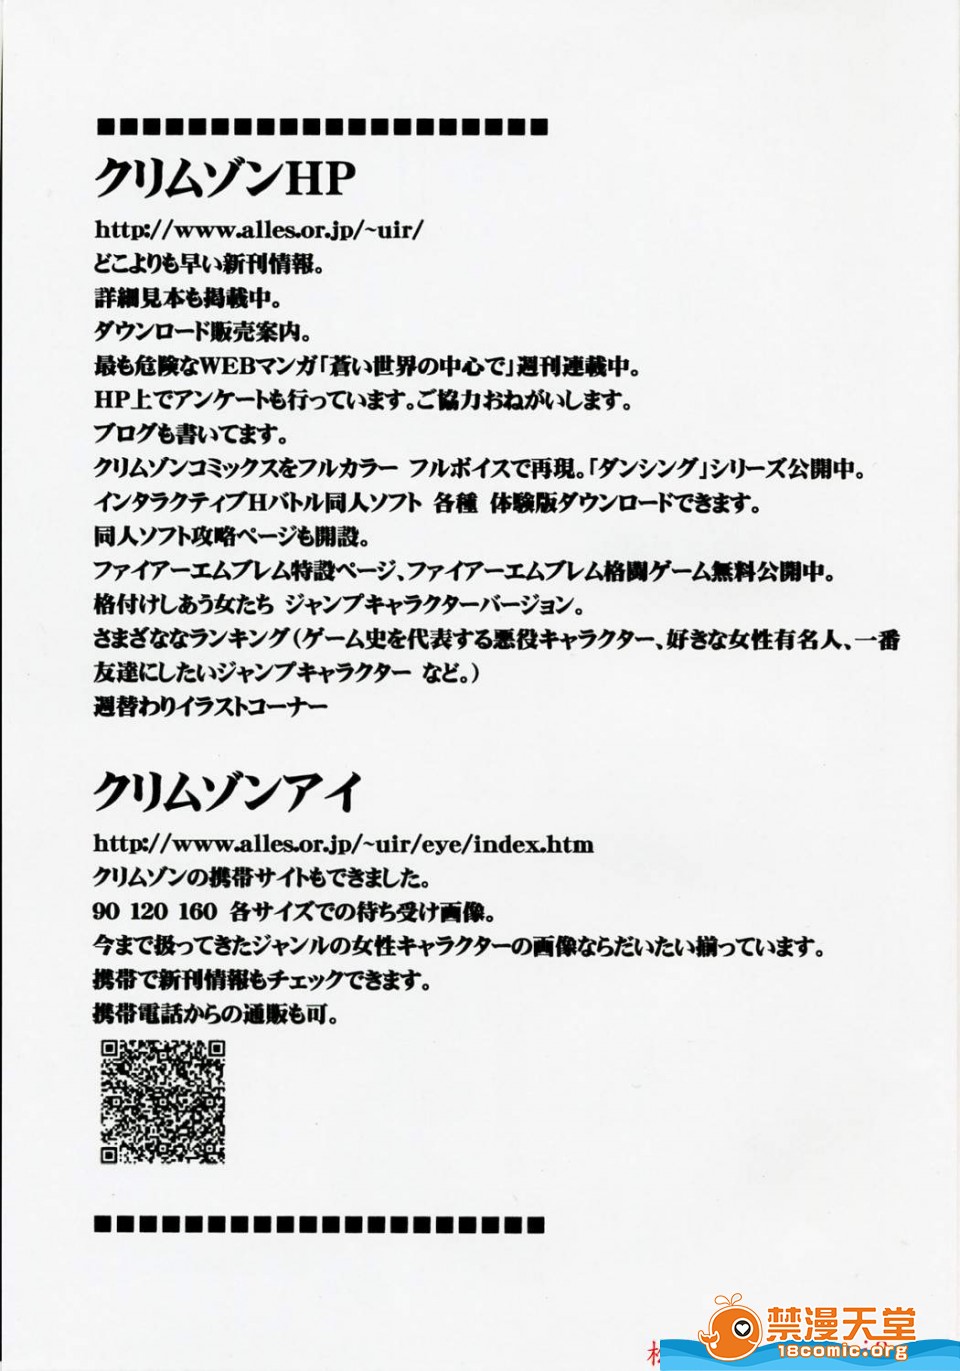 ■■■■■■■■■■■■■■■■■■■■
クリムゾンHP
http://www.alles.or.jp/~uir/
どこよりも早い新刊情報。
詳細見本も掲載中。
ダウンロード販売案内。
最も危険なWEBマンガ「蒼い世界の中心で」週刊連載中。
HP上でアンケートも行っています。ご協力おねがいします。
ブログも書いてます。
クリムゾンコミックスをフルカラー フルボイスで再現。「ダンシング」シリーズ公開中。
インタラクティブHバトル同人ソフト 各種 体験版ダウンロードできます。
同人ソフト攻略ページも開設。
ファイアーエムブレム特設ページ、ファイアーエムブレム格闘ゲーム無料公開中。
格付けしあう女たち ジャンプキャラクターバージョン。
さまざななランキング(ゲーム史を代表する悪役キャラクター、好きな女性有名人、一番
友達にしたいジャンプキャラクター など。)
週替わりイラストコーナー
クリムゾンアイ
http://www.alles.or.jp/~uir/eye/index.htm
クリムゾンの携帯サイトもできました。
90 120 160 各サイズでの待ち受け画像。
今まで扱ってきたジャンルの女性キャラクターの画像ならだいたい揃っています。
携帯で新刊情報もチェックできます。
携帯電話からの通販も可。
■■■■■■■■■■■■■■■■■■■■
禁漫天堂
18comic.org